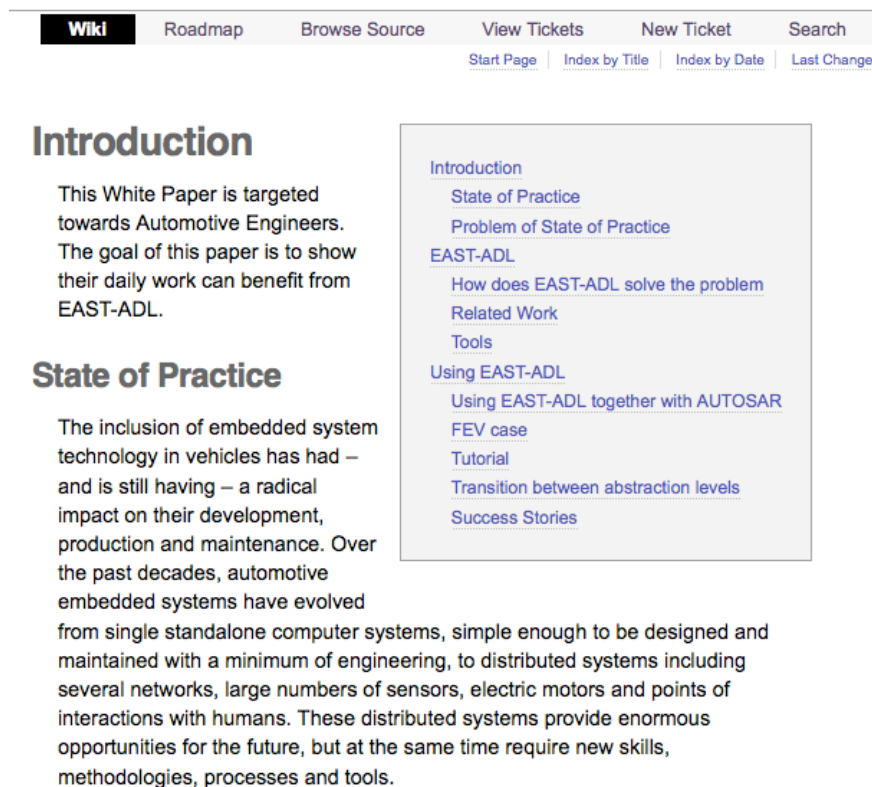 Wiki Roadmap Browse Source View Tickets New Ticket Search
Start Page Index by Title Index by Date Last Change
Introduction
This White Paper is targeted
towards Automotive Engineers.
The goal of this paper is to show
their daily work can benefit from
EAST-ADL.
State of Practice
The inclusion of embedded system
technology in vehicles has had –
and is still having – a radical
impact on their development,
production and maintenance. Over
the past decades, automotive
embedded systems have evolved
from single standalone computer systems, simple enough to be designed and
maintained with a minimum of engineering, to distributed systems including
several networks, large numbers of sensors, electric motors and points of
interactions with humans. These distributed systems provide enormous
opportunities for the future, but at the same time require new skills,
methodologies, processes and tools.
Introduction
State of Practice
Problem of State of Practice
EAST-ADL
How does EAST-ADL solve the problem
Related Work
Tools
Using EAST-ADL
Using EAST-ADL together with AUTOSAR
FEV case
Tutorial
Transition between abstraction levels
Success Stories